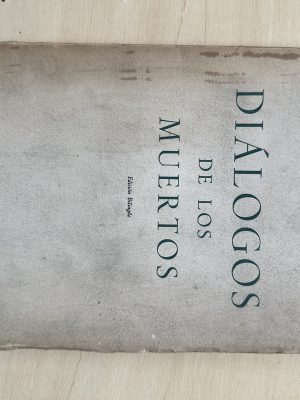 DIÁLOGOS
DE LOS
MUERTOS
Edición Bilingüe